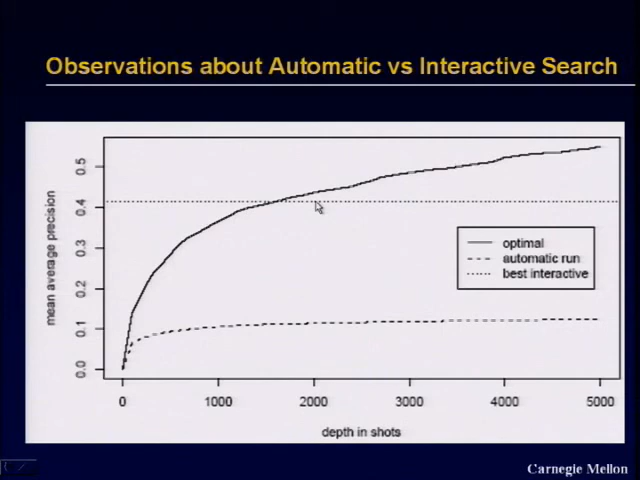 Observations about Automatic vs Interactive Search
mean average precision
0.5
0.4
0.3
0.2
0.1
0.0
optimal
automatic run
best interactive
0 1000 2000 3000 4000 5000
depth in shots
Carnegie Mellon